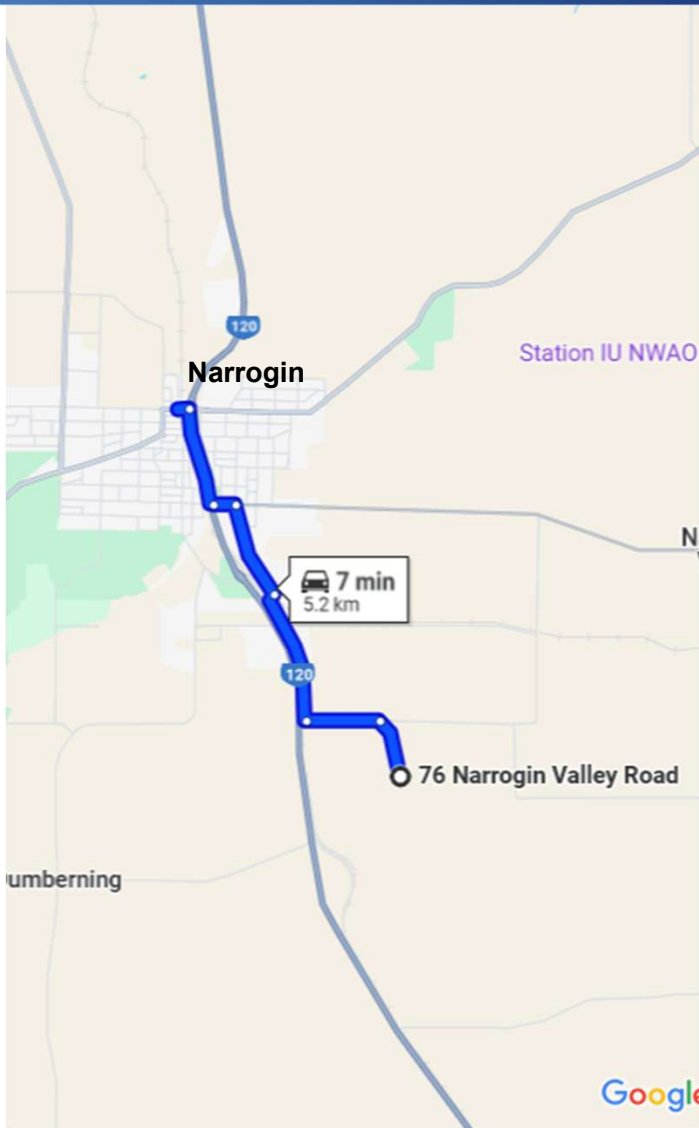 120
Station IU NWAO
Narrogin
N
7 min
5.2 km
120
76 Narrogin Valley Road
umberning
Google